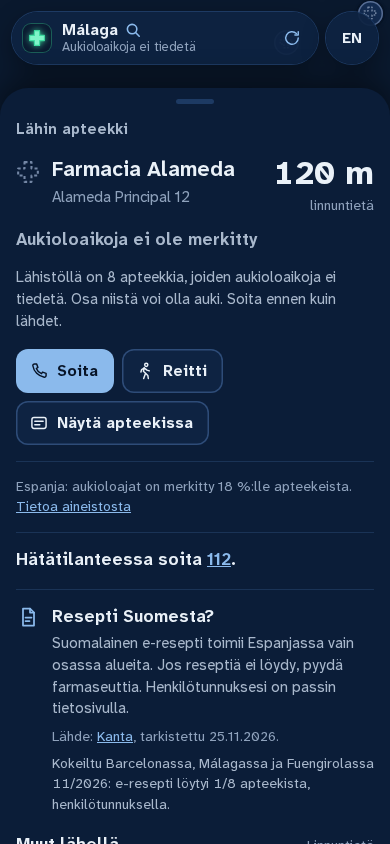 Málaga
Aukioloaikoja ei tiedetä
EN
Lähin apteekki
Farmacia Alameda
120 m
Alameda Principal 12
linnuntietä
Aukioloaikoja ei ole merkitty
Lähistöllä on 8 apteekkia, joiden aukioloaikoja ei
tiedetä. Osa niistä voi olla auki. Soita ennen kuin
lähdet.
Soita
Reitti
Näytä apteekissa
Espanja: aukioloajat on merkitty 18 %:lle apteekeista.
Tietoa aineistosta
Hätätilanteessa soita 112.
Resepti Suomesta?
Suomalainen e-resepti toimii Espanjassa vain
osassa alueita. Jos reseptiä ei löydy, pyydä
farmaseuttia. Henkilötunnuksesi on passin
tietosivulla.
Lähde: Kanta, tarkistettu 25.11.2026.
Kokeiltu Barcelonassa, Málagassa ja Fuengirolassa
11/2026: e-resepti löytyi 1/8 apteekista,
henkilötunnuksella.
Muut lähellä
Linnuntietä